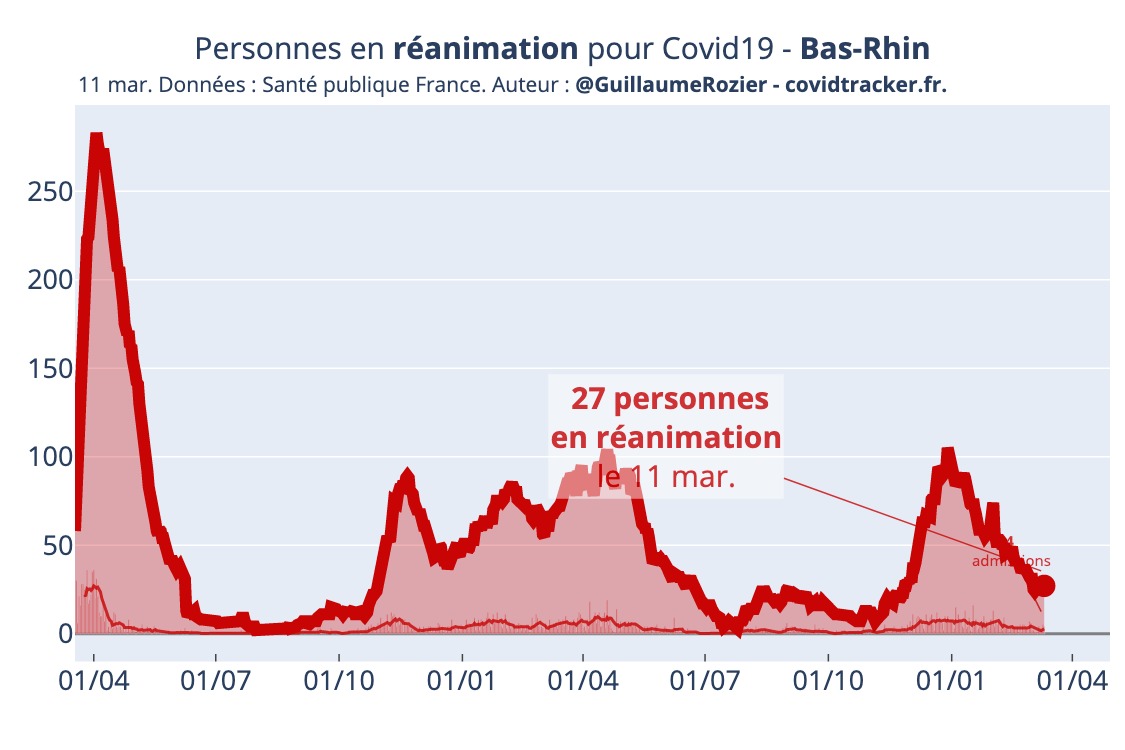 Personnes en réanimation pour Covid19 - Bas-Rhin
11 mar. Données : Santé publique France. Auteur : @GuillaumeRozier - covidtracker.fr.
250
200
150
100
50
0
27 personnes
en réanimation
le 11 mar.
4
admissions
01/04 01/07 01/10 01/01 01/04 01/07 01/10 01/01 01/04